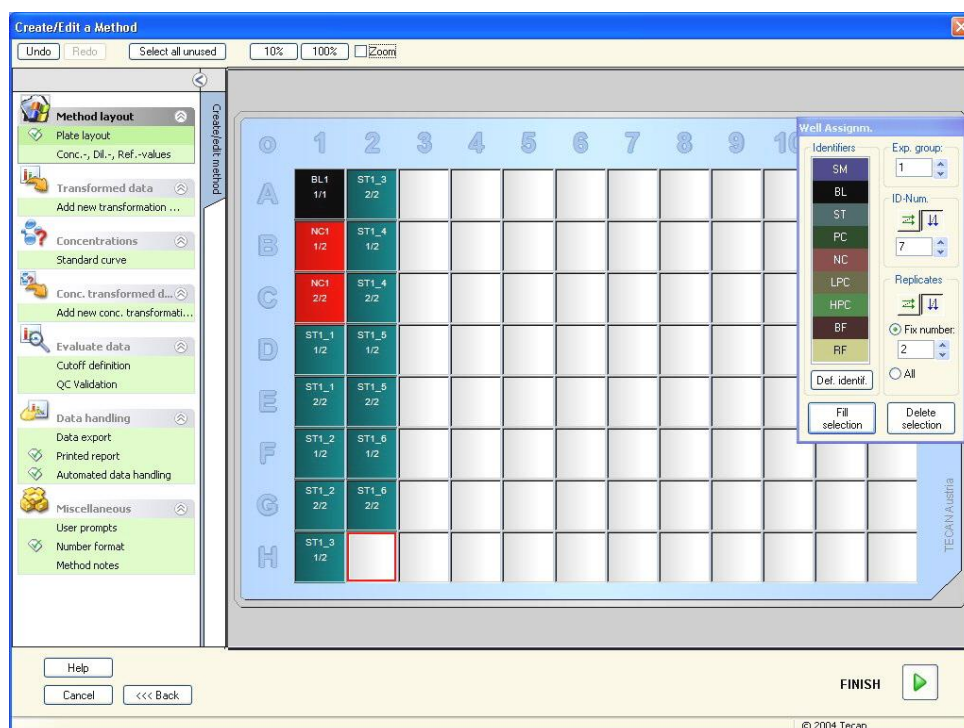 Create/Edit a Method
Undo Redo Select all unused 10% 100% Zoom
Create/edit method
Method layout
Plate layout
Conc.-, Dil.-, Ref.-values
Transformed data
Add new transformation ...
Concentrations
Standard curve
Conc. transformed d...
Add new conc. transformati...
Evaluate data
Cutoff definition
QC Validation
Data handling
Data export
Printed report
Automated data handling
Miscellaneous
User prompts
Number format
Method notes
o 1 2 3 4 5 6 7 8 9 10
A
BL1 ST1_3
1/1 2/2
B
NC1 ST1_4
1/2 1/2
C
NC1 ST1_4
2/2 2/2
D
ST1_1 ST1_5
1/2 1/2
E
ST1_1 ST1_5
2/2 2/2
F
ST1_2 ST1_6
1/2 1/2
G
ST1_2 ST1_6
2/2 2/2
H
ST1_3
1/2
TECANAustria
Well Assignm.
Identifiers
SM
BL
ST
PC
NC
LPC
HPC
BF
RF
Def. identif.
Exp. group:
1
ID-Num.
7
Replicates
Fix number:
2
All
Fill selection
Delete selection
Help
Cancel <<< Back
FINISH
© 2004 Tecan